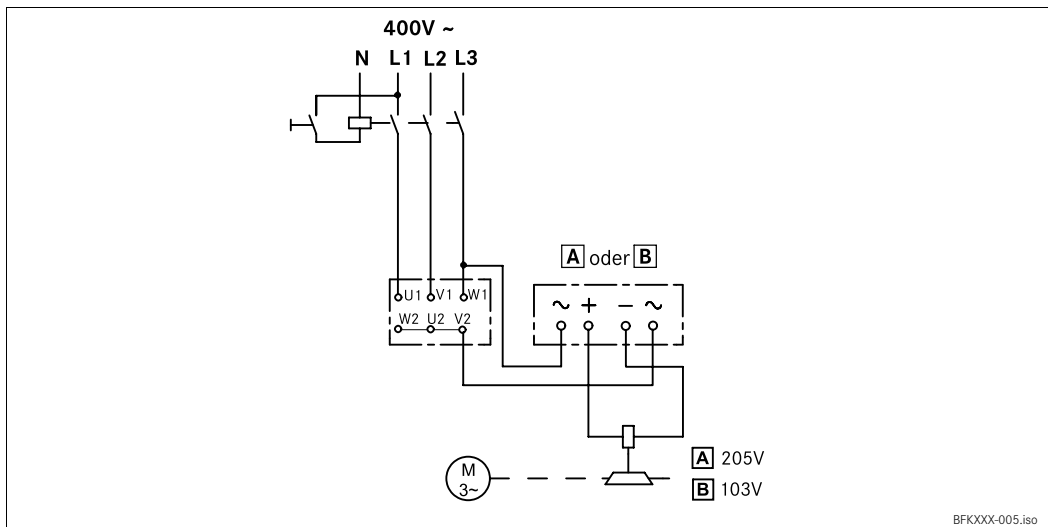 400V ~
N L1 L2 L3
A oder B
U1 V1 W1
~ + − ~
W2 U2 V2
A 205V
M
3~
B 103V
BFKXXX-005.iso